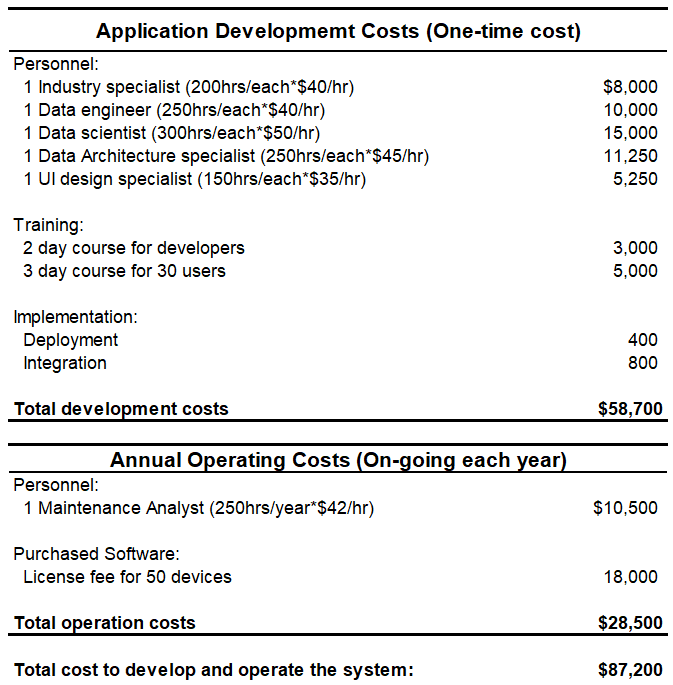 Application Developmemt Costs (One-time cost)
Personnel:
1 Industry specialist (200hrs/each*$40/hr) $8,000
1 Data engineer (250hrs/each*$40/hr) 10,000
1 Data scientist (300hrs/each*$50/hr) 15,000
1 Data Architecture specialist (250hrs/each*$45/hr) 11,250
1 UI design specialist (150hrs/each*$35/hr) 5,250
Training:
2 day course for developers 3,000
3 day course for 30 users 5,000
Implementation:
Deployment 400
Integration 800
Total development costs $58,700
Annual Operating Costs (On-going each year)
Personnel:
1 Maintenance Analyst (250hrs/year*$42/hr) $10,500
Purchased Software:
License fee for 50 devices 18,000
Total operation costs $28,500
Total cost to develop and operate the system: $87,200